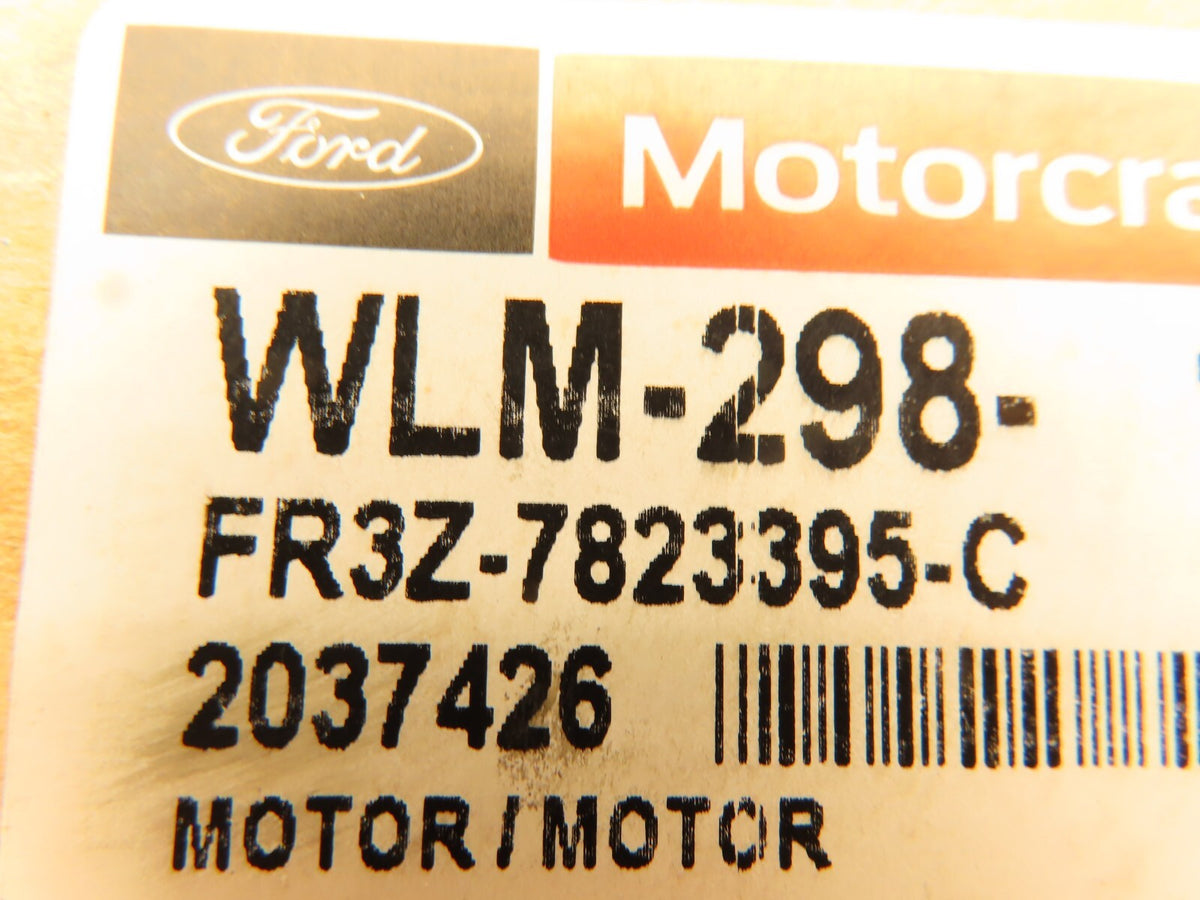 Ford Motorcra
WLM-298-
FR3Z-7823395-C
2037426
MOTOR / MOTOR